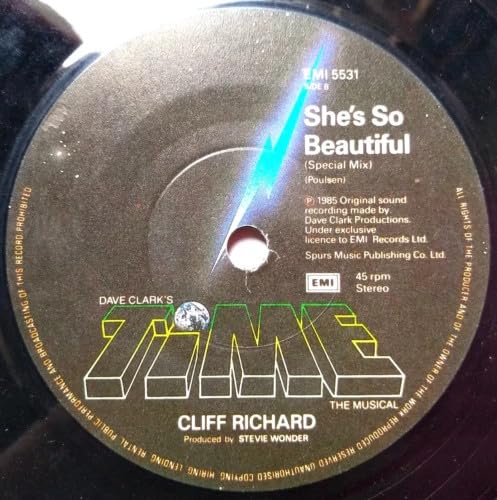 EMI 5531
SIDE B
She's So
Beautiful
(Special Mix)
(Poulsen)
Ⓟ 1985 Original sound
recording made by
Dave Clark Productions.
Under exclusive
licence to EMI Records Ltd.
Spurs Music Publishing Co. Ltd.
EMI
45 rpm
Stereo
DAVE CLARK'S
TiME
THE MUSICAL
CLIFF RICHARD
Produced by STEVIE WONDER
ALL RIGHTS OF THE PRODUCER AND OF THE OWNER OF THE WORK REPRODUCED RESERVED UNAUTHORISED COPYING. HIRING. LENDING. RENTAL. PUBLIC PERFORMANCE AND BROADCASTING OF THIS RECORD PROHIBITED